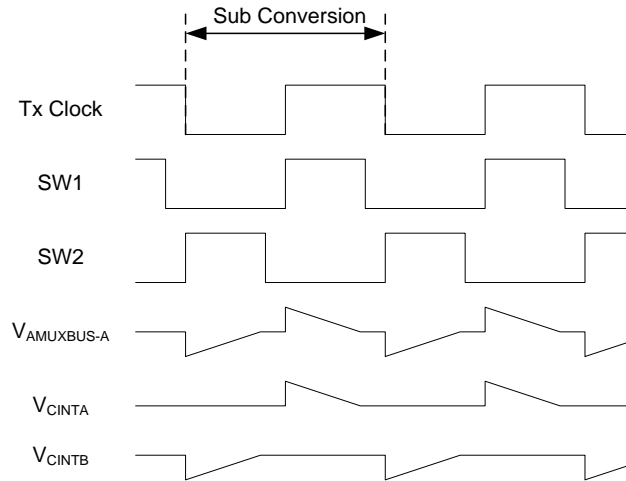 Sub Conversion
Tx Clock
SW1
SW2
VAMUXBUS-A
VCINTA
VCINTB